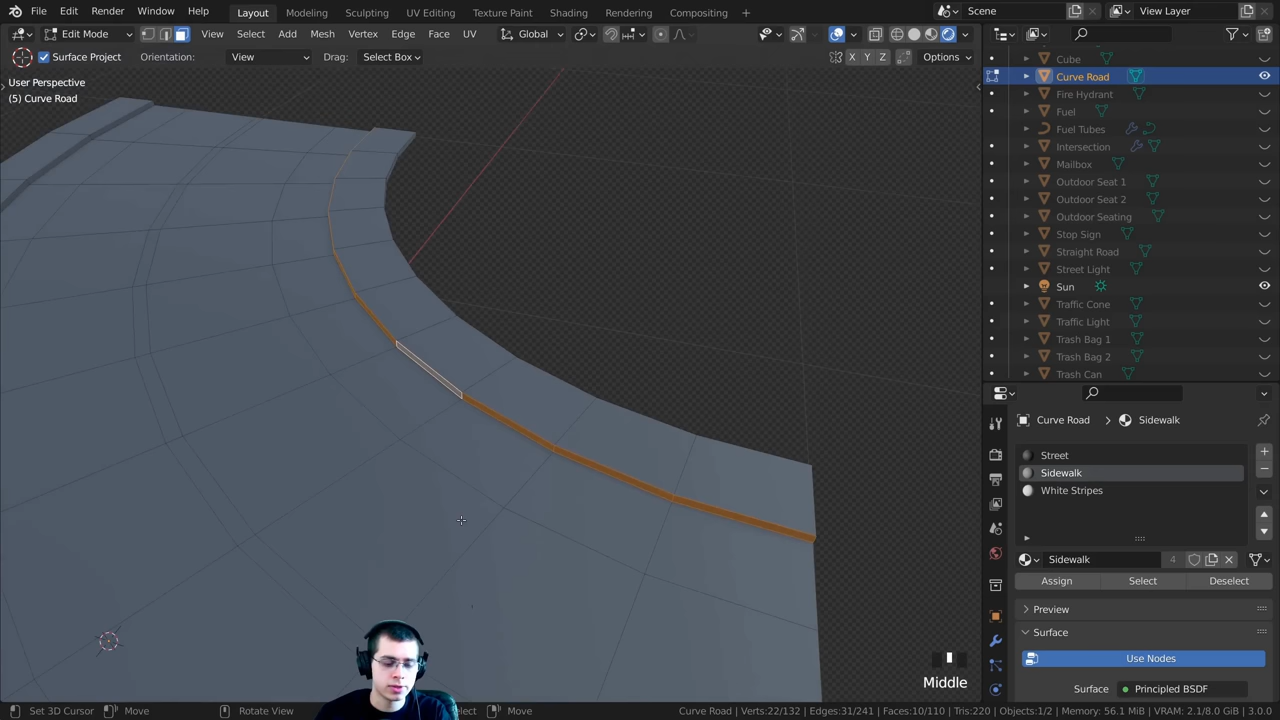 File Edit Render Window Help Layout Modeling Sculpting UV Editing Texture Paint Shading Rendering Animation Compositing + Scene View Layer
Edit Mode View Select Add Mesh Vertex Edge Face UV Global
Surface Project Orientation: View Drag: Select Box X Y Z Options
User Perspective
(5) Curve Road
Cube
Curve Road
Fire Hydrant
Fuel
Fuel Tubes
Intersection
Mailbox
Outdoor Seat 1
Outdoor Seat 2
Outdoor Seating
Stop Sign
Straight Road
Street Light
Sun
Traffic Cone
Traffic Light
Trash Bag 1
Trash Bag 2
Trash Can
Curve Road > Sidewalk
Street
Sidewalk
White Stripes
Sidewalk 4
Assign Select Deselect
Preview
Surface
Use Nodes
Surface Principled BSDF
Middle
Set 3D Cursor Move Rotate View Select Move Curve Road | Verts:22/132 | Edges:31/241 | Faces:10/110 | Tris:220 | Objects:1/2 | Memory: 56.1 MiB | VRAM: 2.1/8.0 GiB | 3.0.0